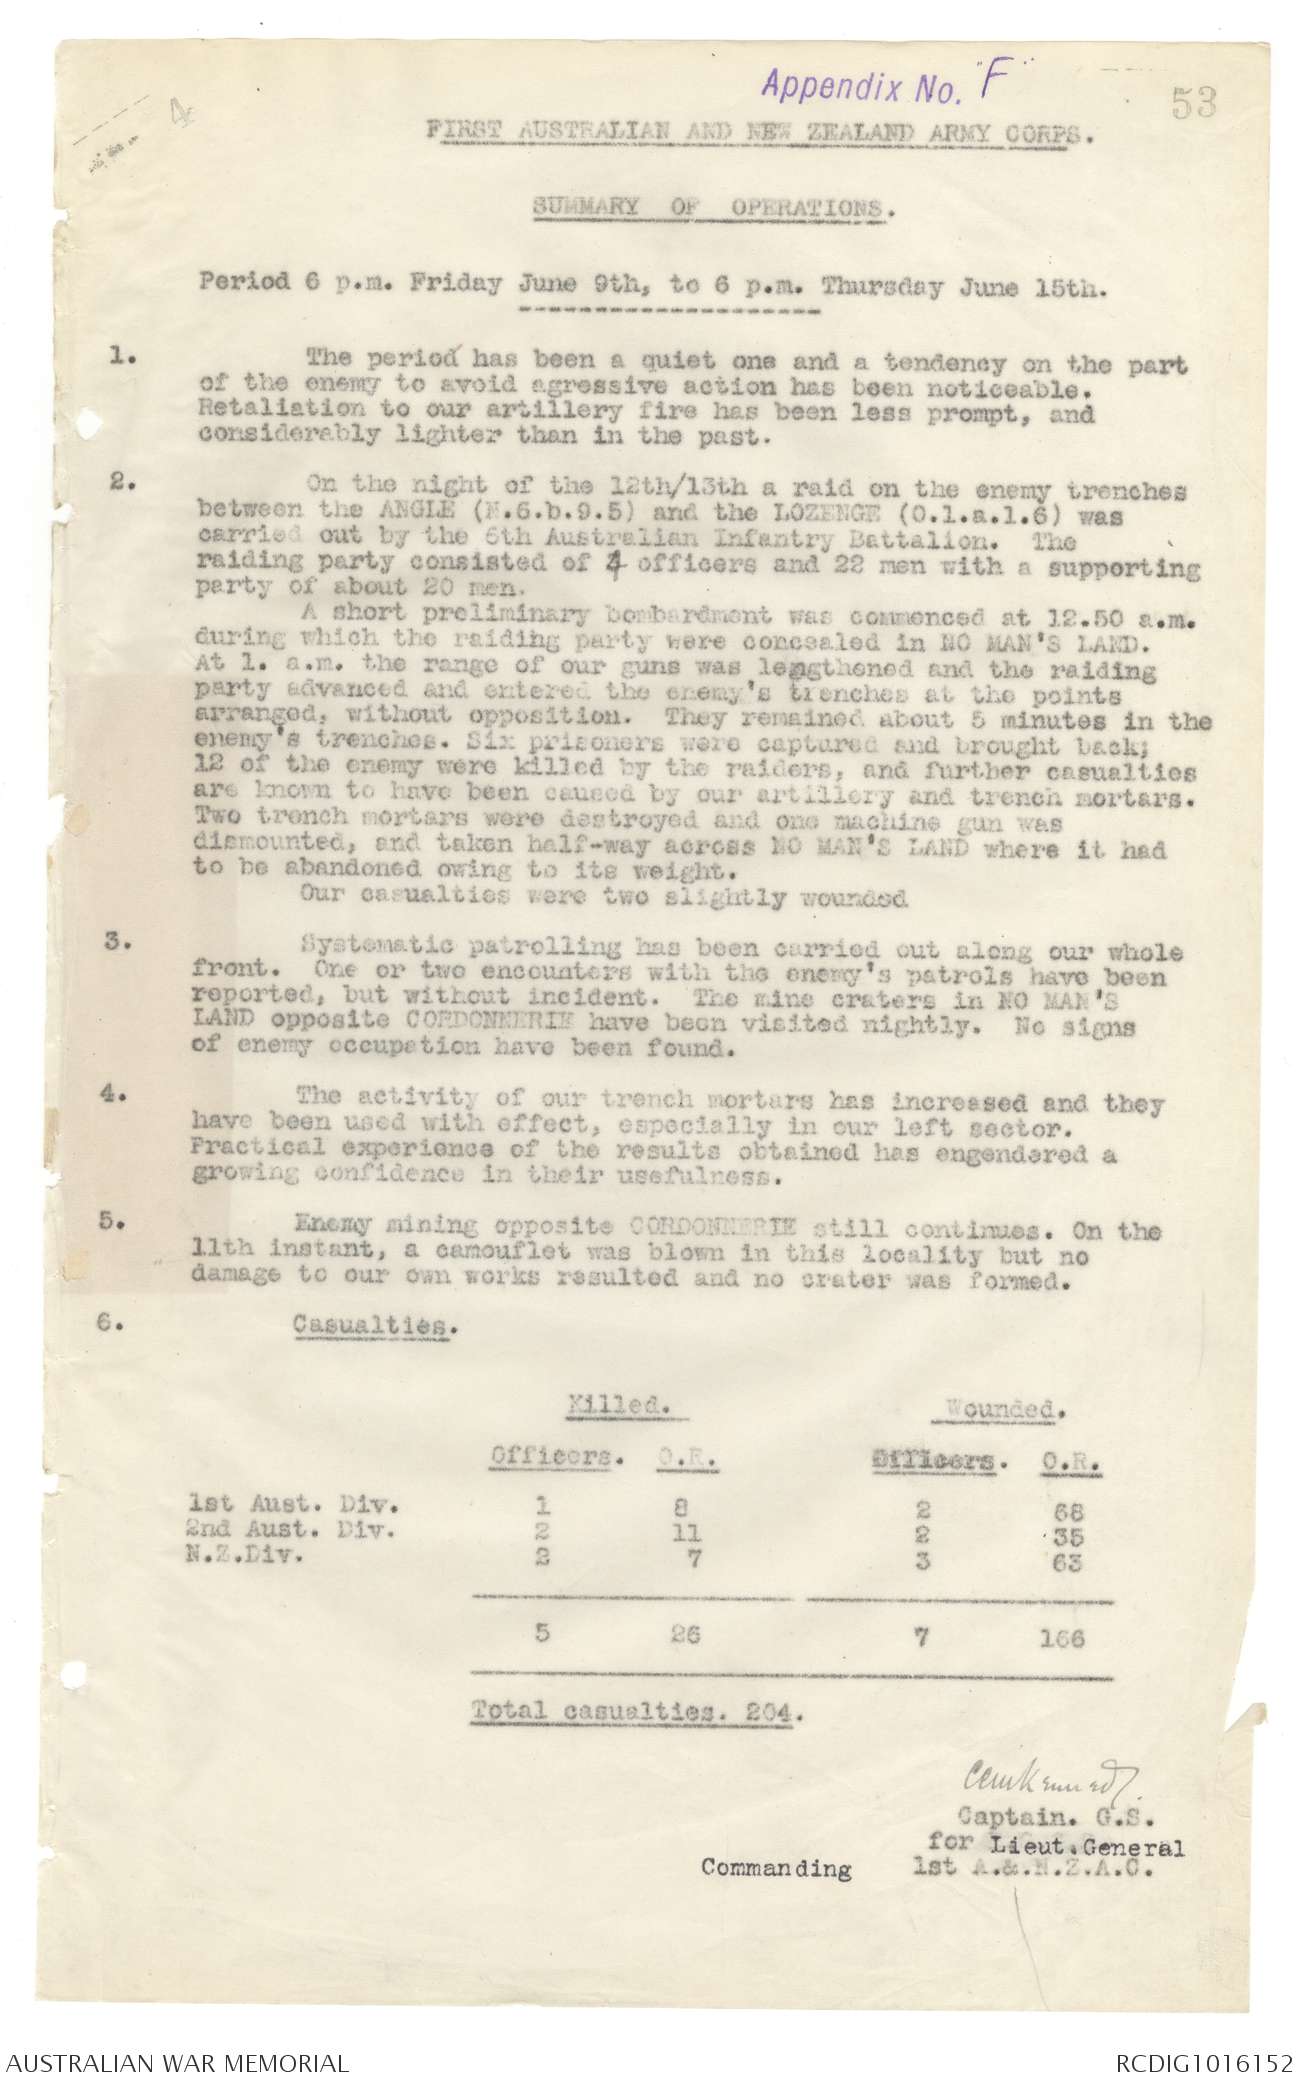 Appendix No. "F"
53
4
FIRST AUSTRALIAN AND NEW ZEALAND ARMY CORPS.
SUMMARY OF OPERATIONS.
Period 6 p.m. Friday June 9th, to 6 p.m. Thursday June 15th.
1. The period has been a quiet one and a tendency on the part
of the enemy to avoid agressive action has been noticeable.
Retaliation to our artillery fire has been less prompt, and
considerably lighter than in the past.
2. On the night of the 12th/13th a raid on the enemy trenches
between the ANGLE (N.6.b.9.5) and the LOZENGE (O.1.a.1.6) was
carried out by the 6th Australian Infantry Battalion. The
raiding party consisted of 4 officers and 22 men with a supporting
party of about 20 men.
A short preliminary bombardment was commenced at 12.50 a.m.
during which the raiding party were concealed in NO MAN'S LAND.
At 1. a.m. the range of our guns was lengthened and the raiding
party advanced and entered the enemy's trenches at the points
arranged, without opposition. They remained about 5 minutes in the
enemy's trenches. Six prisoners were captured and brought back;
12 of the enemy were killed by the raiders, and further casualties
are known to have been caused by our artillery and trench mortars.
Two trench mortars were destroyed and one machine gun was
dismounted, and taken half-way across NO MAN'S LAND where it had
to be abandoned owing to its weight.
Our casualties were two slightly wounded
3. Systematic patrolling has been carried out along our whole
front. One or two encounters with the enemy's patrols have been
reported, but without incident. The mine craters in NO MAN'S
LAND opposite CORDONNERIE have been visited nightly. No signs
of enemy occupation have been found.
4. The activity of our trench mortars has increased and they
have been used with effect, especially in our left sector.
Practical experience of the results obtained has engendered a
growing confidence in their usefulness.
5. Enemy mining opposite CORDONNERIE still continues. On the
11th instant, a camouflet was blown in this locality but no
damage to our own works resulted and no crater was formed.
6. Casualties.
Killed. Wounded.
Officers. O.R. Officers. O.R.
1st Aust. Div. 1 8 2 68
2nd Aust. Div. 2 11 2 35
N.Z.Div. 2 7 3 63
5 26 7 166
Total casualties. 204.
Captain. G.S.
for Lieut.General
Commanding 1st A.&.N.Z.A.C.
AUSTRALIAN WAR MEMORIAL RCDIG1016152